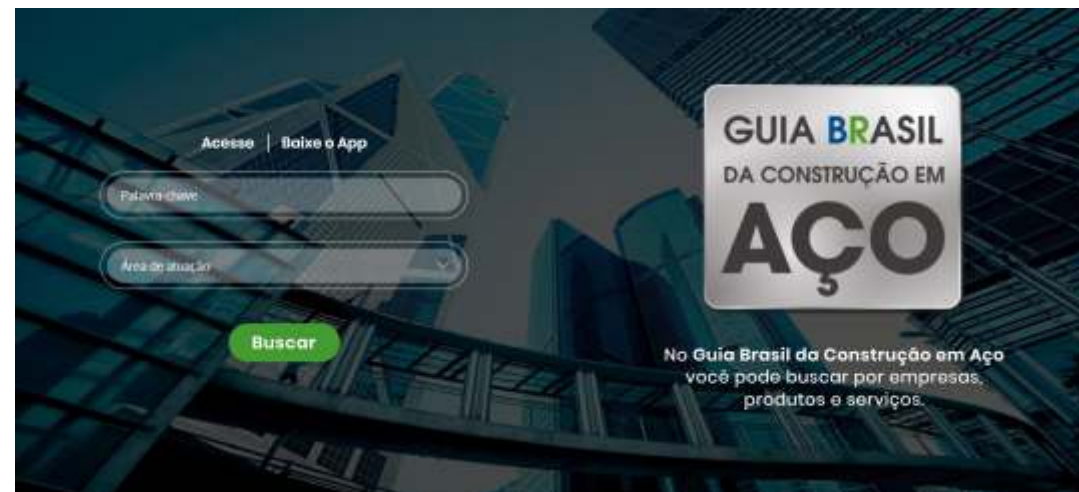 Acesse | Baixe o App
Palavra-chave
Área de atuação
Buscar
GUIA BRASIL
DA CONSTRUÇÃO EM
AÇO
No Guia Brasil da Construção em Aço
você pode buscar por empresas,
produtos e serviços.